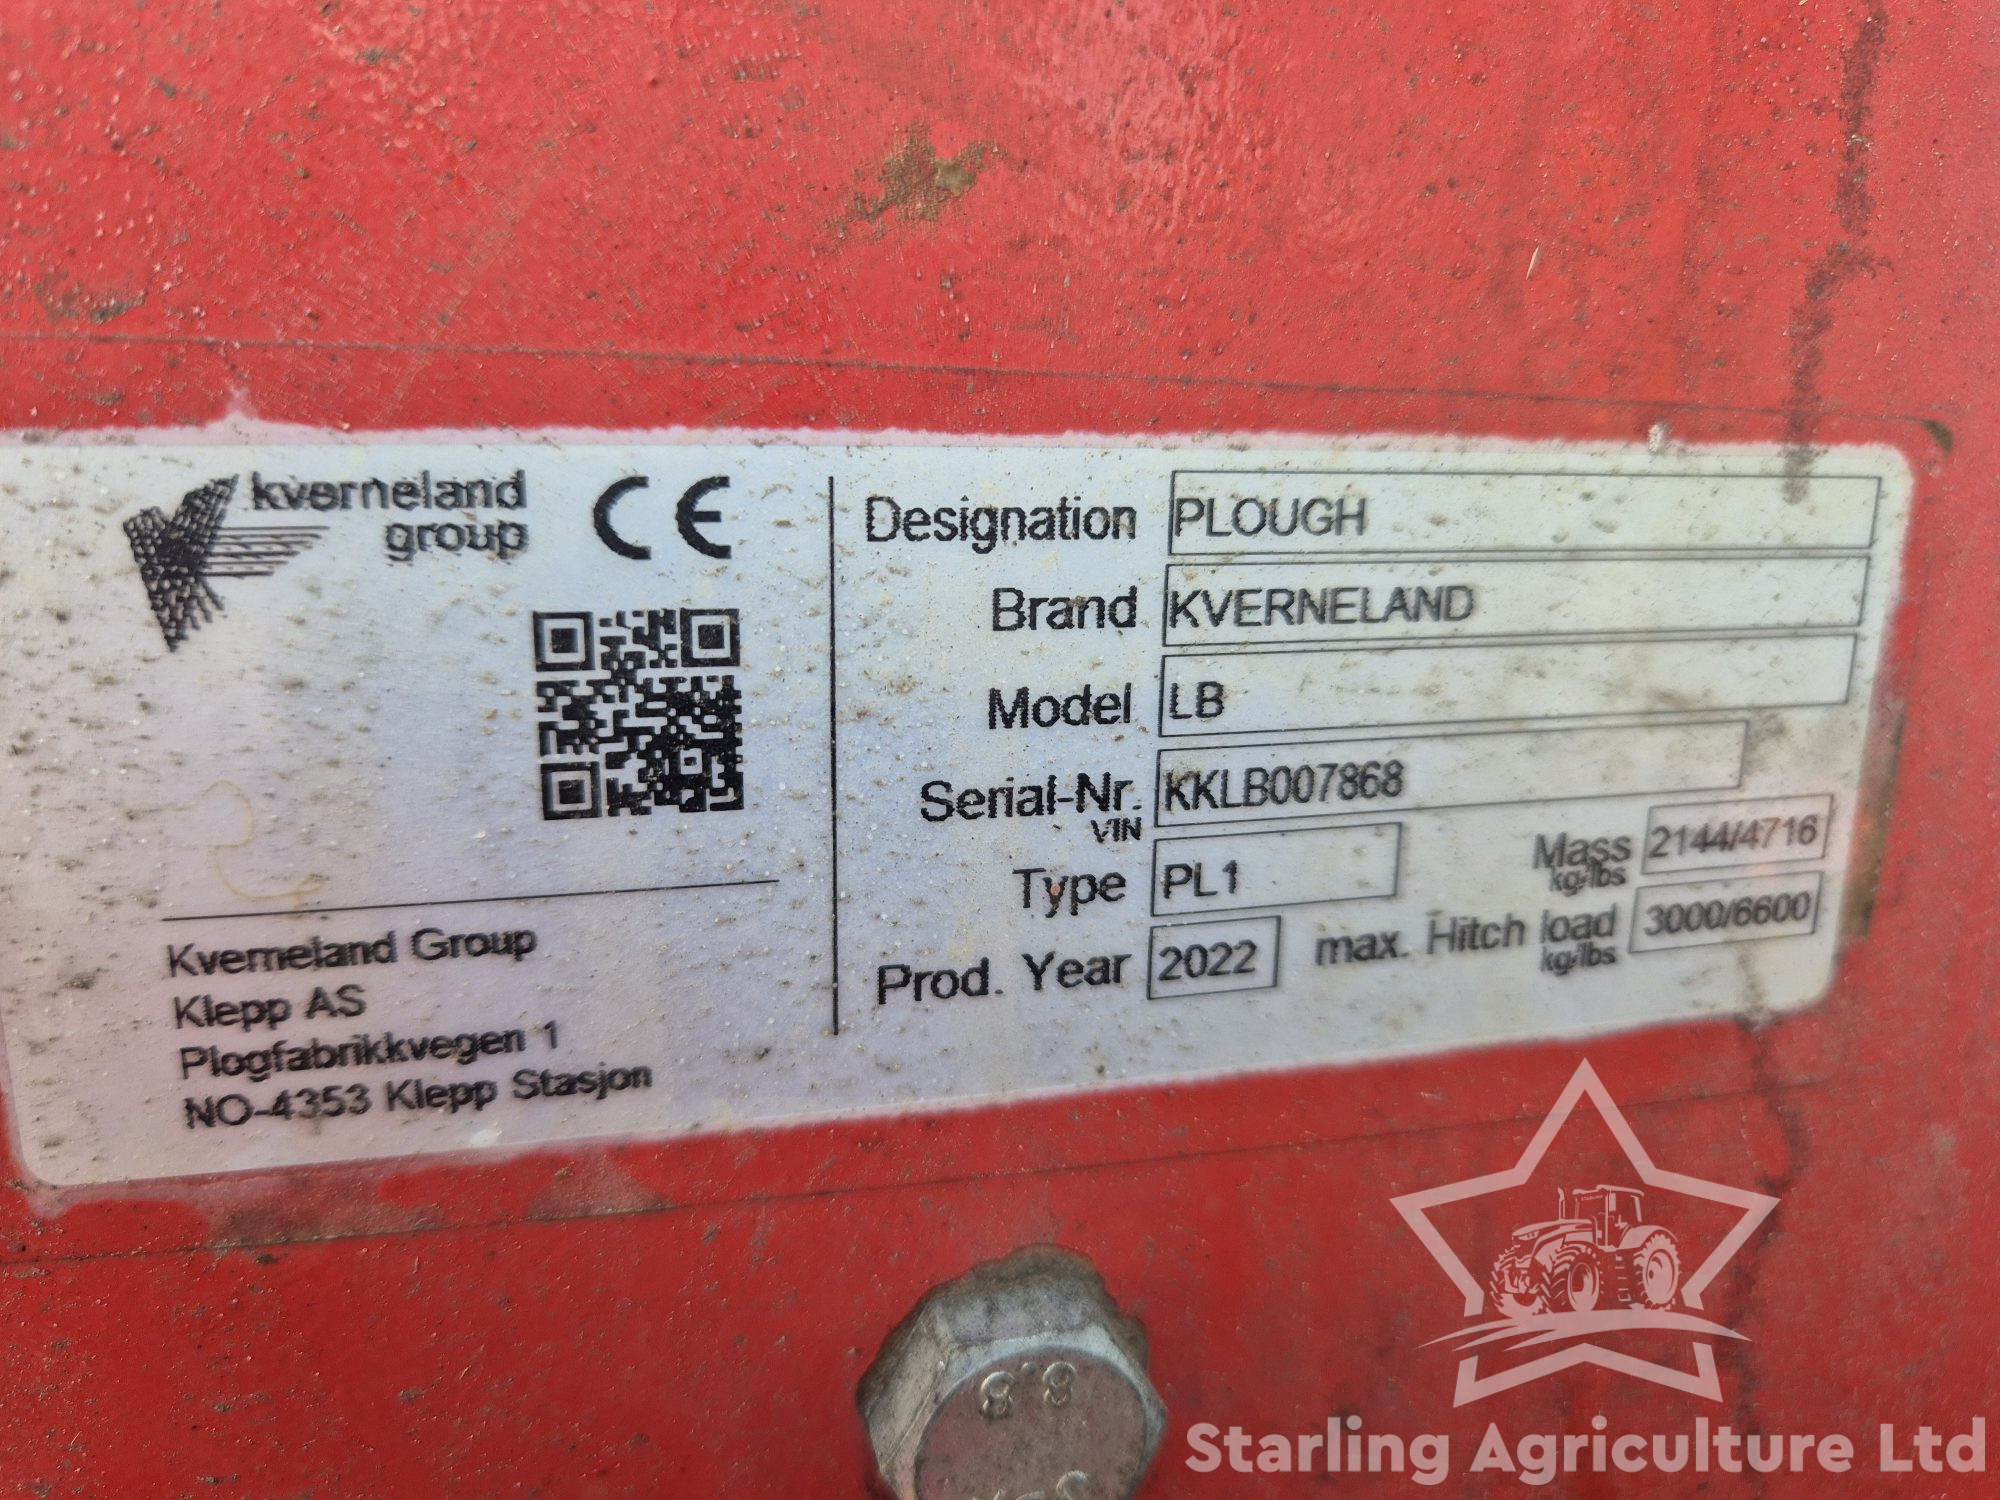 kverneland
group
CE
Designation PLOUGH
Brand KVERNELAND
Model LB
Serial-Nr. KKLB007868
VIN
Type PL1
Mass 2144/4716
kg/lbs
Prod. Year 2022
max. Hitch load 3000/6600
kg/lbs
Kverneland Group
Klepp AS
Plogfabrikkvegen 1
NO-4353 Klepp Stasjon
8.8
Starling Agriculture Ltd